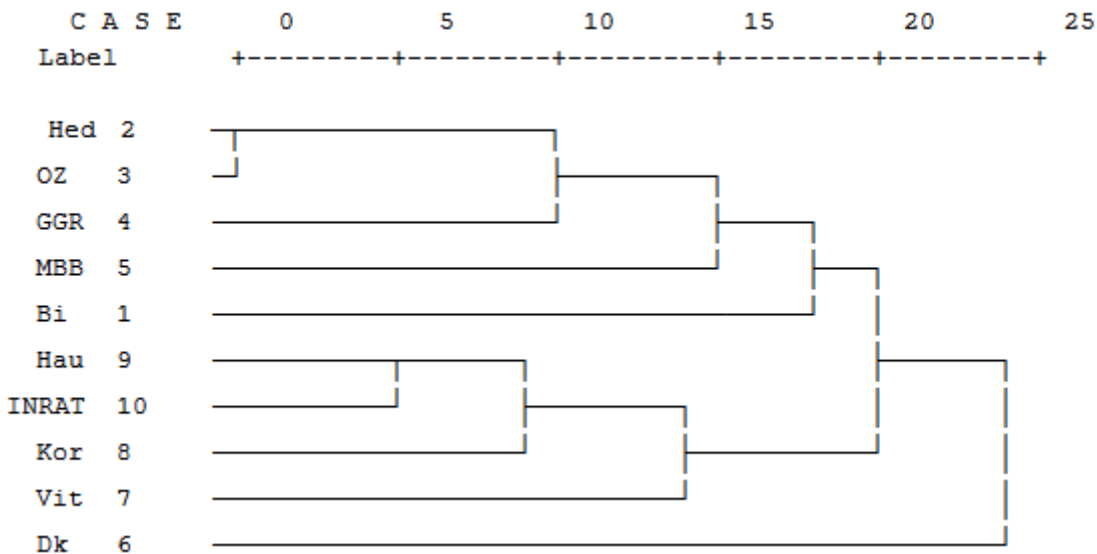 C A S E 0 5 10 15 20 25
Label +---------+---------+---------+---------+---------+
Hed 2
OZ 3
GGR 4
MBB 5
Bi 1
Hau 9
INRAT 10
Kor 8
Vit 7
Dk 6